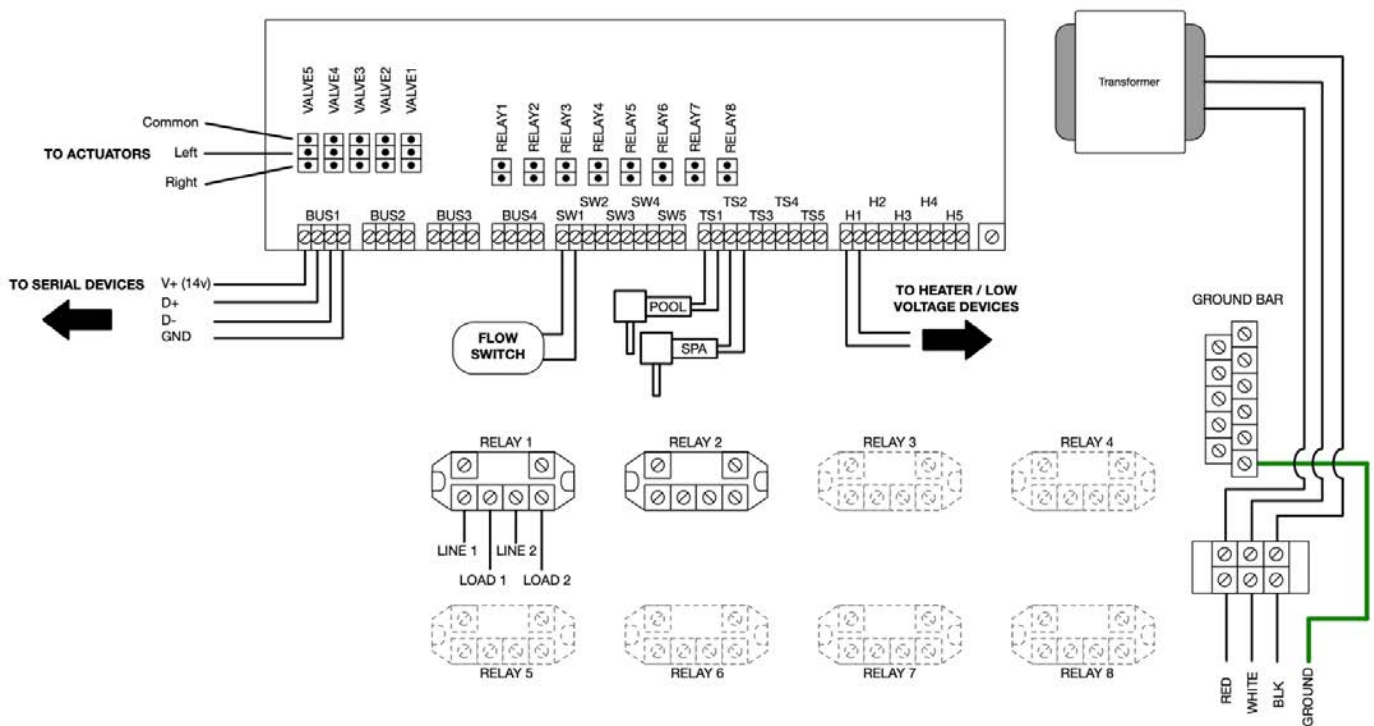 VALVE5
VALVE4
VALVE3
VALVE2
VALVE1
Common
TO ACTUATORS
Left
Right
RELAY1
RELAY2
RELAY3
RELAY4
RELAY5
RELAY6
RELAY7
RELAY8
Transformer
BUS1
BUS2
BUS3
BUS4
SW1
SW2
SW3
SW4
SW5
TS1
TS2
TS3
TS4
TS5
H1
H2
H3
H4
H5
TO SERIAL DEVICES
V+ (14v)
D+
D-
GND
FLOW
SWITCH
POOL
SPA
TO HEATER / LOW
VOLTAGE DEVICES
GROUND BAR
RELAY 1
RELAY 2
RELAY 3
RELAY 4
LINE 1
LINE 2
LOAD 1
LOAD 2
RELAY 5
RELAY 6
RELAY 7
RELAY 8
RED
WHITE
BLK
GROUND